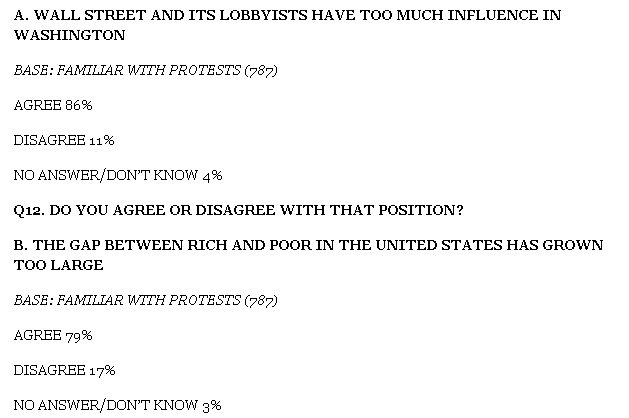 A. WALL STREET AND ITS LOBBYISTS HAVE TOO MUCH INFLUENCE IN
WASHINGTON
BASE: FAMILIAR WITH PROTESTS (787)
AGREE 86%
DISAGREE 11%
NO ANSWER/DON'T KNOW 4%
Q12. DO YOU AGREE OR DISAGREE WITH THAT POSITION?
B. THE GAP BETWEEN RICH AND POOR IN THE UNITED STATES HAS GROWN
TOO LARGE
BASE: FAMILIAR WITH PROTESTS (787)
AGREE 79%
DISAGREE 17%
NO ANSWER/DON'T KNOW 3%